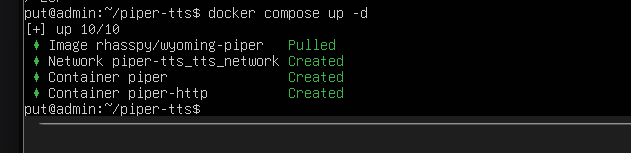 put@admin:~/piper-tts$ docker compose up -d
[+] up 10/10
♦ Image rhasspy/wyoming-piper Pulled
♦ Network piper-tts_tts_network Created
♦ Container piper Created
♦ Container piper-http Created
put@admin:~/piper-tts$